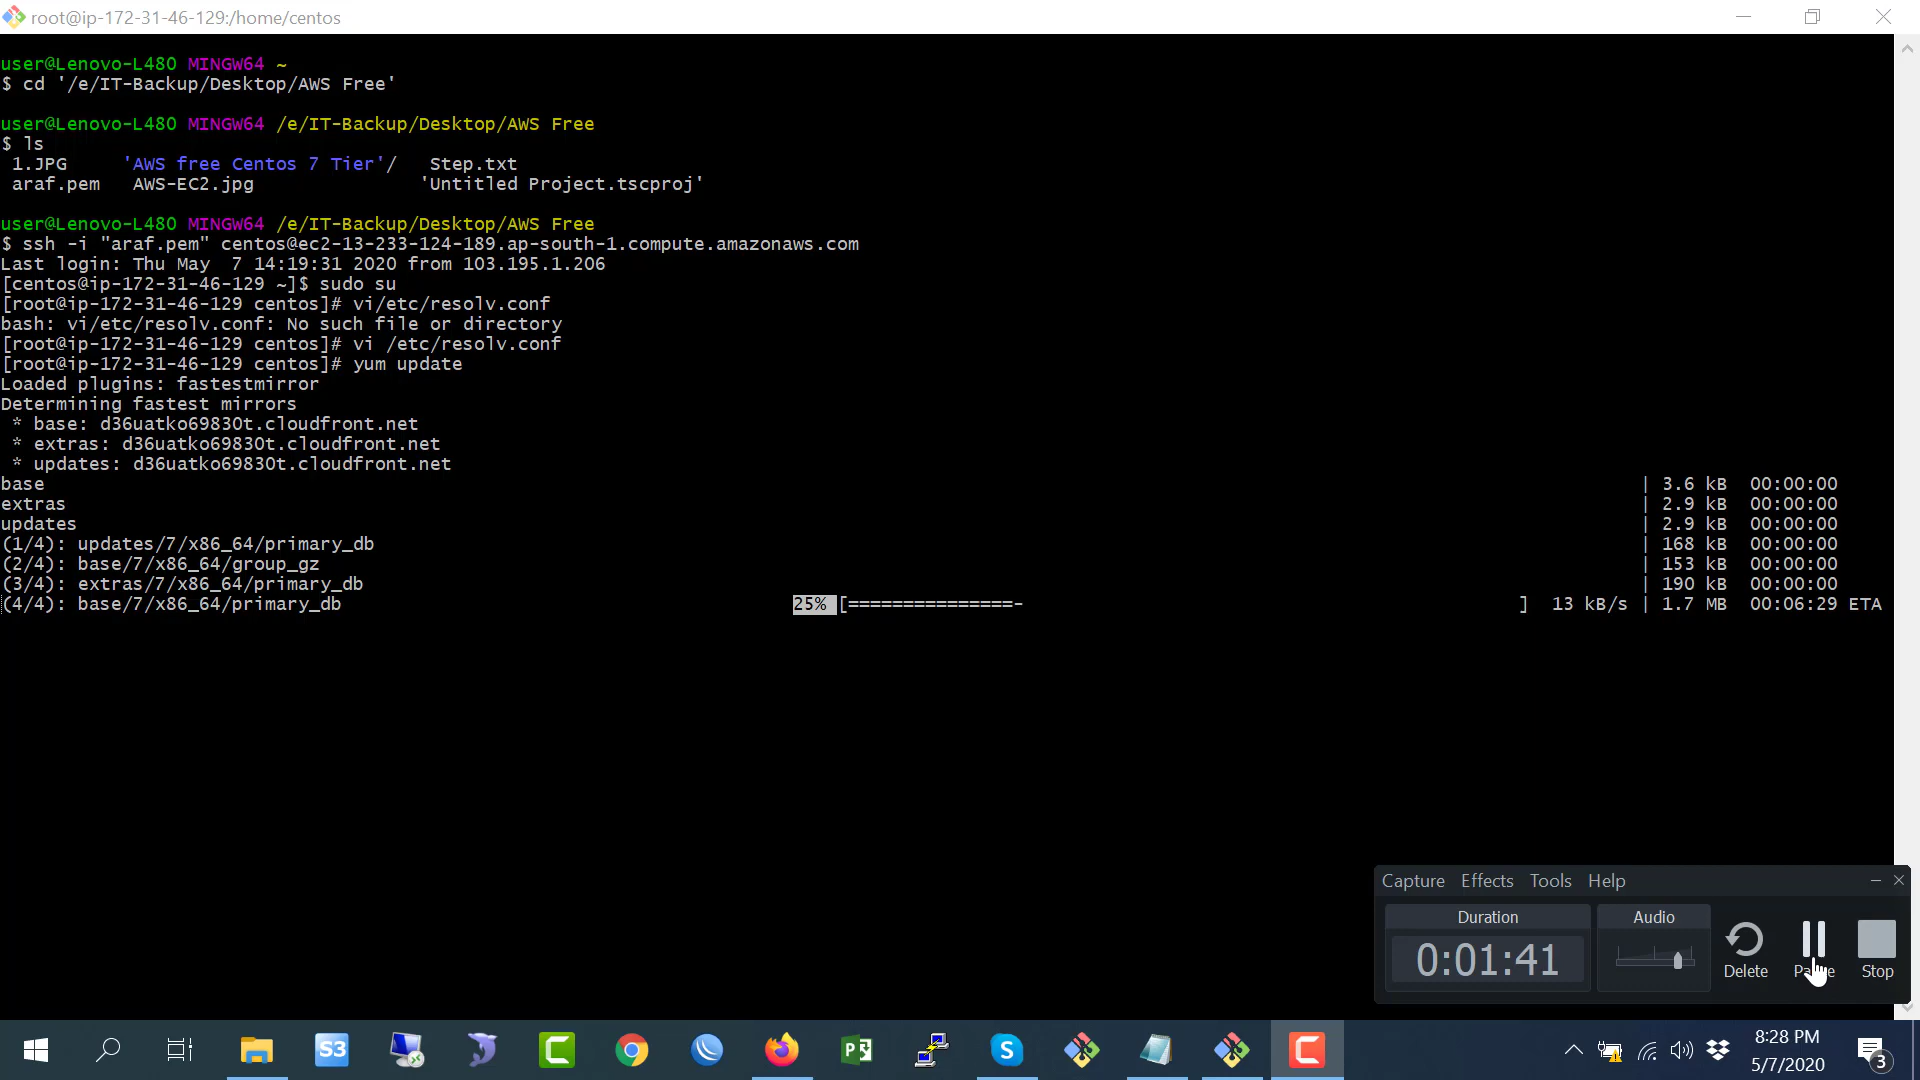 root@ip-172-31-46-129:/home/centos
user@Lenovo-L480 MINGW64 ~
$ cd '/e/IT-Backup/Desktop/AWS Free'
user@Lenovo-L480 MINGW64 /e/IT-Backup/Desktop/AWS Free
$ ls
1.JPG 'AWS free Centos 7 Tier'/ Step.txt
araf.pem AWS-EC2.jpg 'Untitled Project.tscproj'
user@Lenovo-L480 MINGW64 /e/IT-Backup/Desktop/AWS Free
$ ssh -i "araf.pem" centos@ec2-13-233-124-189.ap-south-1.compute.amazonaws.com
Last login: Thu May  7 14:19:31 2020 from 103.195.1.206
[centos@ip-172-31-46-129 ~]$ sudo su
[root@ip-172-31-46-129 centos]# vi/etc/resolv.conf
bash: vi/etc/resolv.conf: No such file or directory
[root@ip-172-31-46-129 centos]# vi /etc/resolv.conf
[root@ip-172-31-46-129 centos]# yum update
Loaded plugins: fastestmirror
Determining fastest mirrors
* base: d36uatko69830t.cloudfront.net
* extras: d36uatko69830t.cloudfront.net
* updates: d36uatko69830t.cloudfront.net
base | 3.6 kB 00:00:00
extras | 2.9 kB 00:00:00
updates | 2.9 kB 00:00:00
(1/4): updates/7/x86_64/primary_db | 168 kB 00:00:00
(2/4): base/7/x86_64/group_gz | 153 kB 00:00:00
(3/4): extras/7/x86_64/primary_db | 190 kB 00:00:00
(4/4): base/7/x86_64/primary_db 25% [===============- ] 13 kB/s | 1.7 MB 00:06:29 ETA
Capture Effects Tools Help
Duration Audio
0:01:41
Delete Pause Stop
S3
8:28 PM
5/7/2020
3